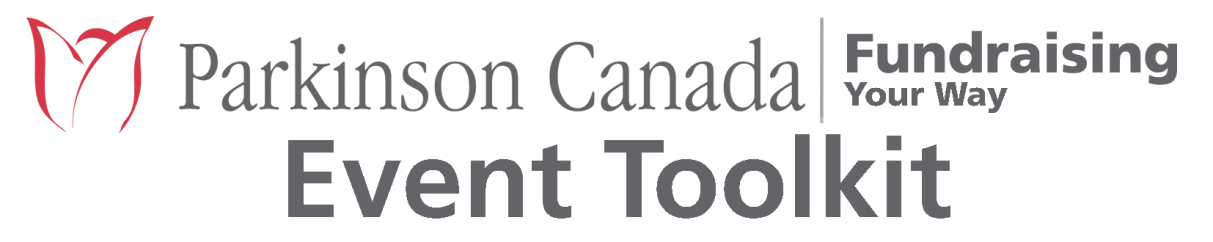 Parkinson Canada
Fundraising
Your Way
Event Toolkit